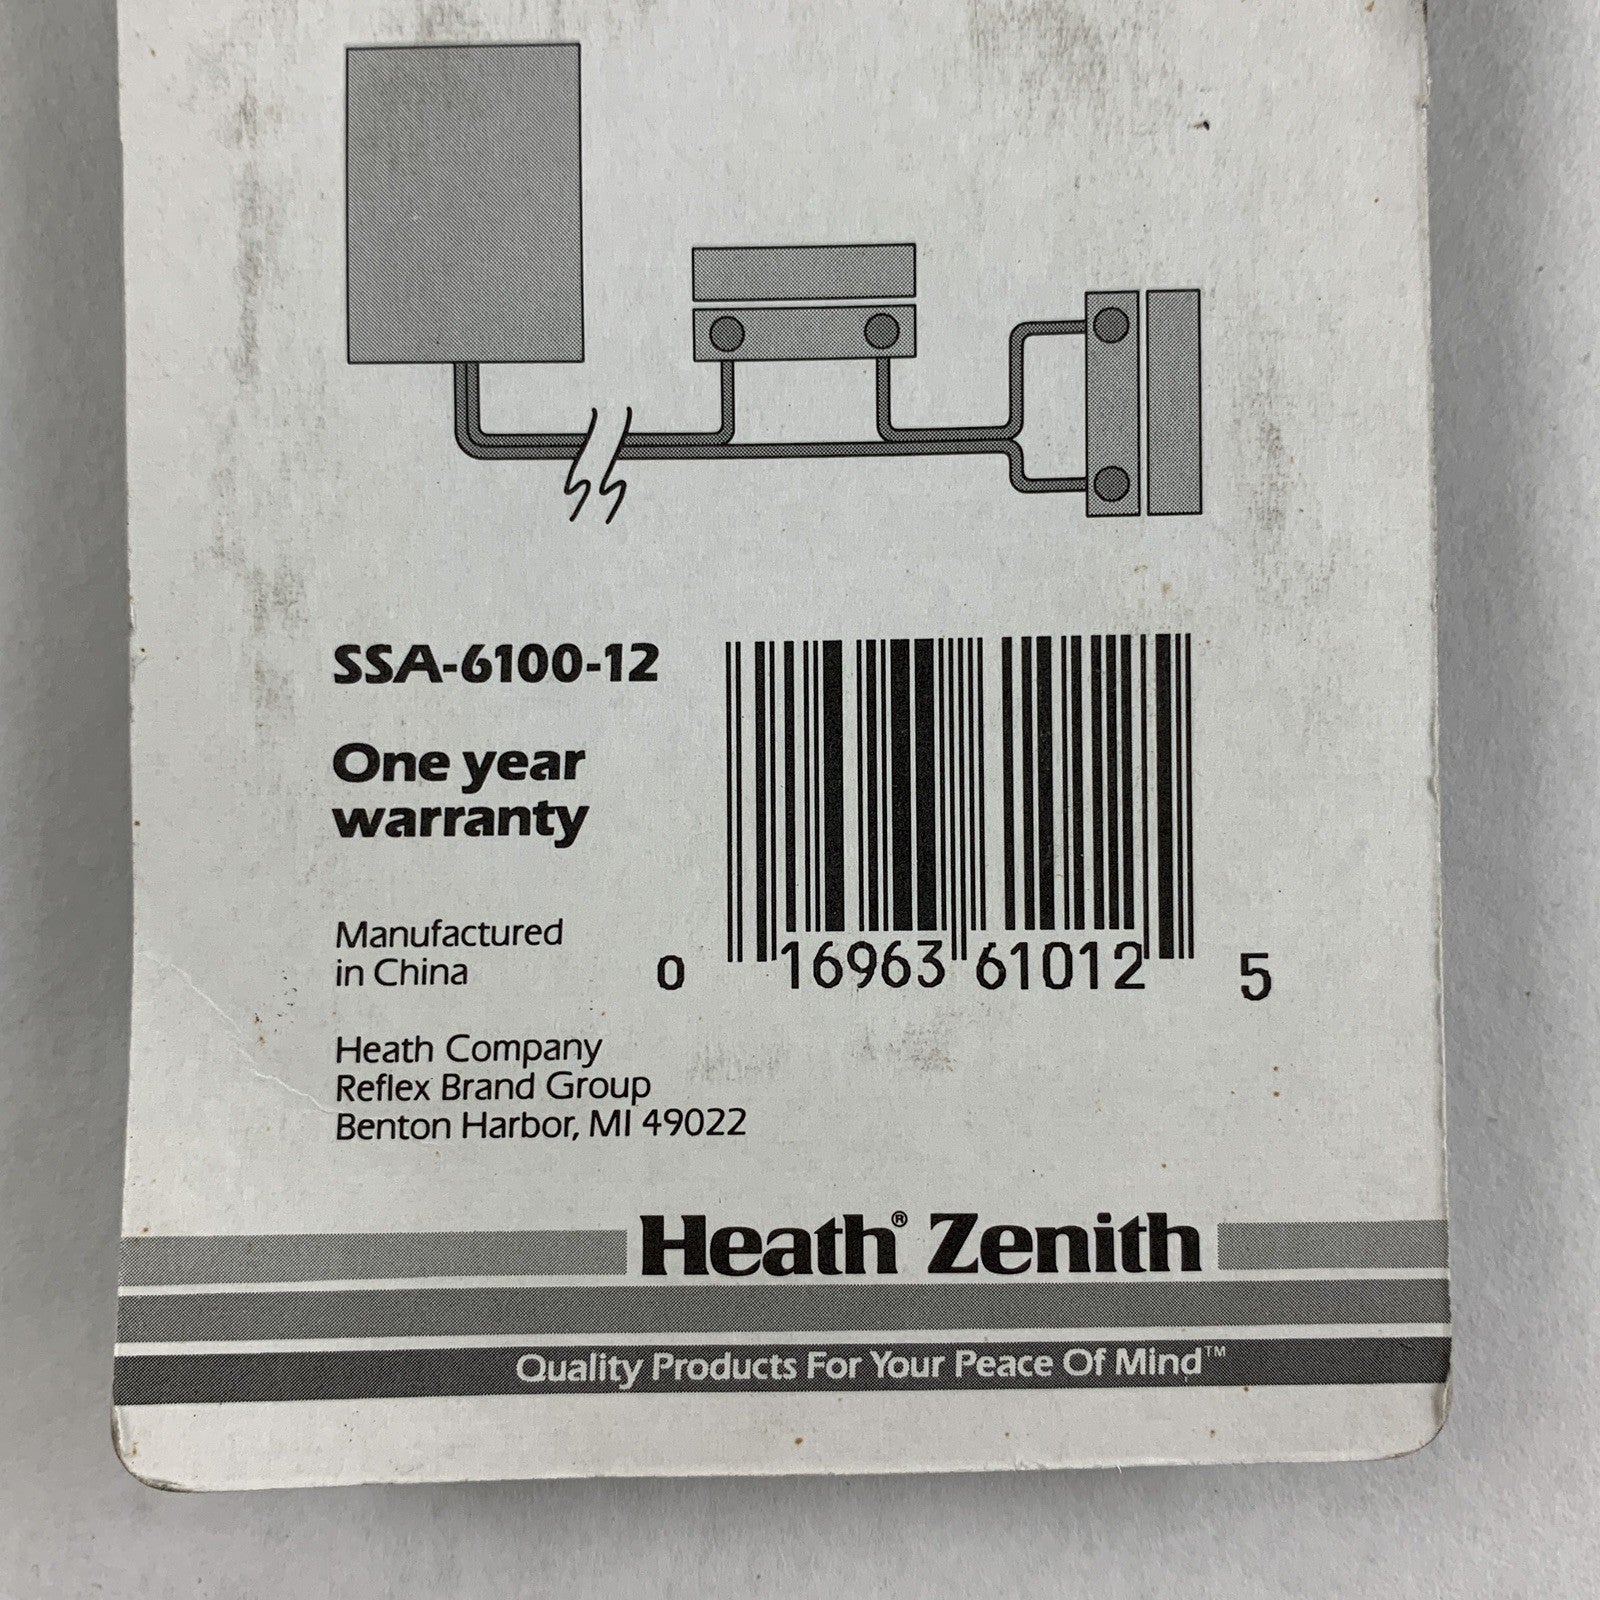 SSA-6100-12
One year
warranty
Manufactured
in China
0 16963 61012 5
Heath Company
Reflex Brand Group
Benton Harbor, MI 49022
Heath® Zenith
Quality Products For Your Peace Of Mind™